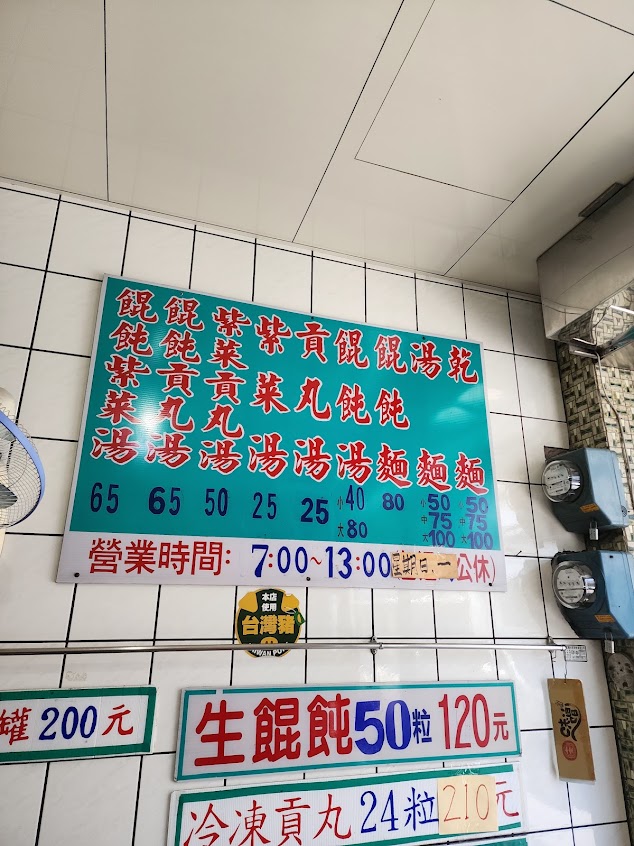 乾麵 小50 中75 大100
湯麵 小50 中75 大100
餛飩麵 80
餛飩湯 小40 大80
貢丸湯 25
紫菜湯 25
紫菜貢丸湯 50
餛飩貢丸湯 65
餛飩紫菜湯 65
營業時間: 7:00~13:00 星期日.一 公休)
本店
使用
台灣豬
罐200元
生餛飩50粒120元
冷凍貢丸24粒210元